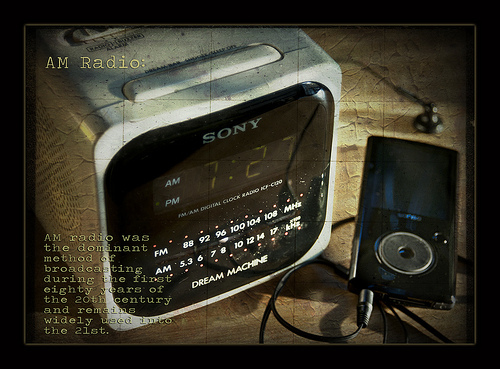 AM Radio:
SONY
AM
7:27
PM
FM/AM DIGITAL CLOCK RADIO ICF-C120
FM 88 92 96 100 104 108 MHz
AM 5.3 6 7 8 10 12 14 17 kHz
DREAM MACHINE
AM radio was
the dominant
method of
broadcasting
during the first
eighty years of
the 20th century
and remains
widely used into
the 21st.